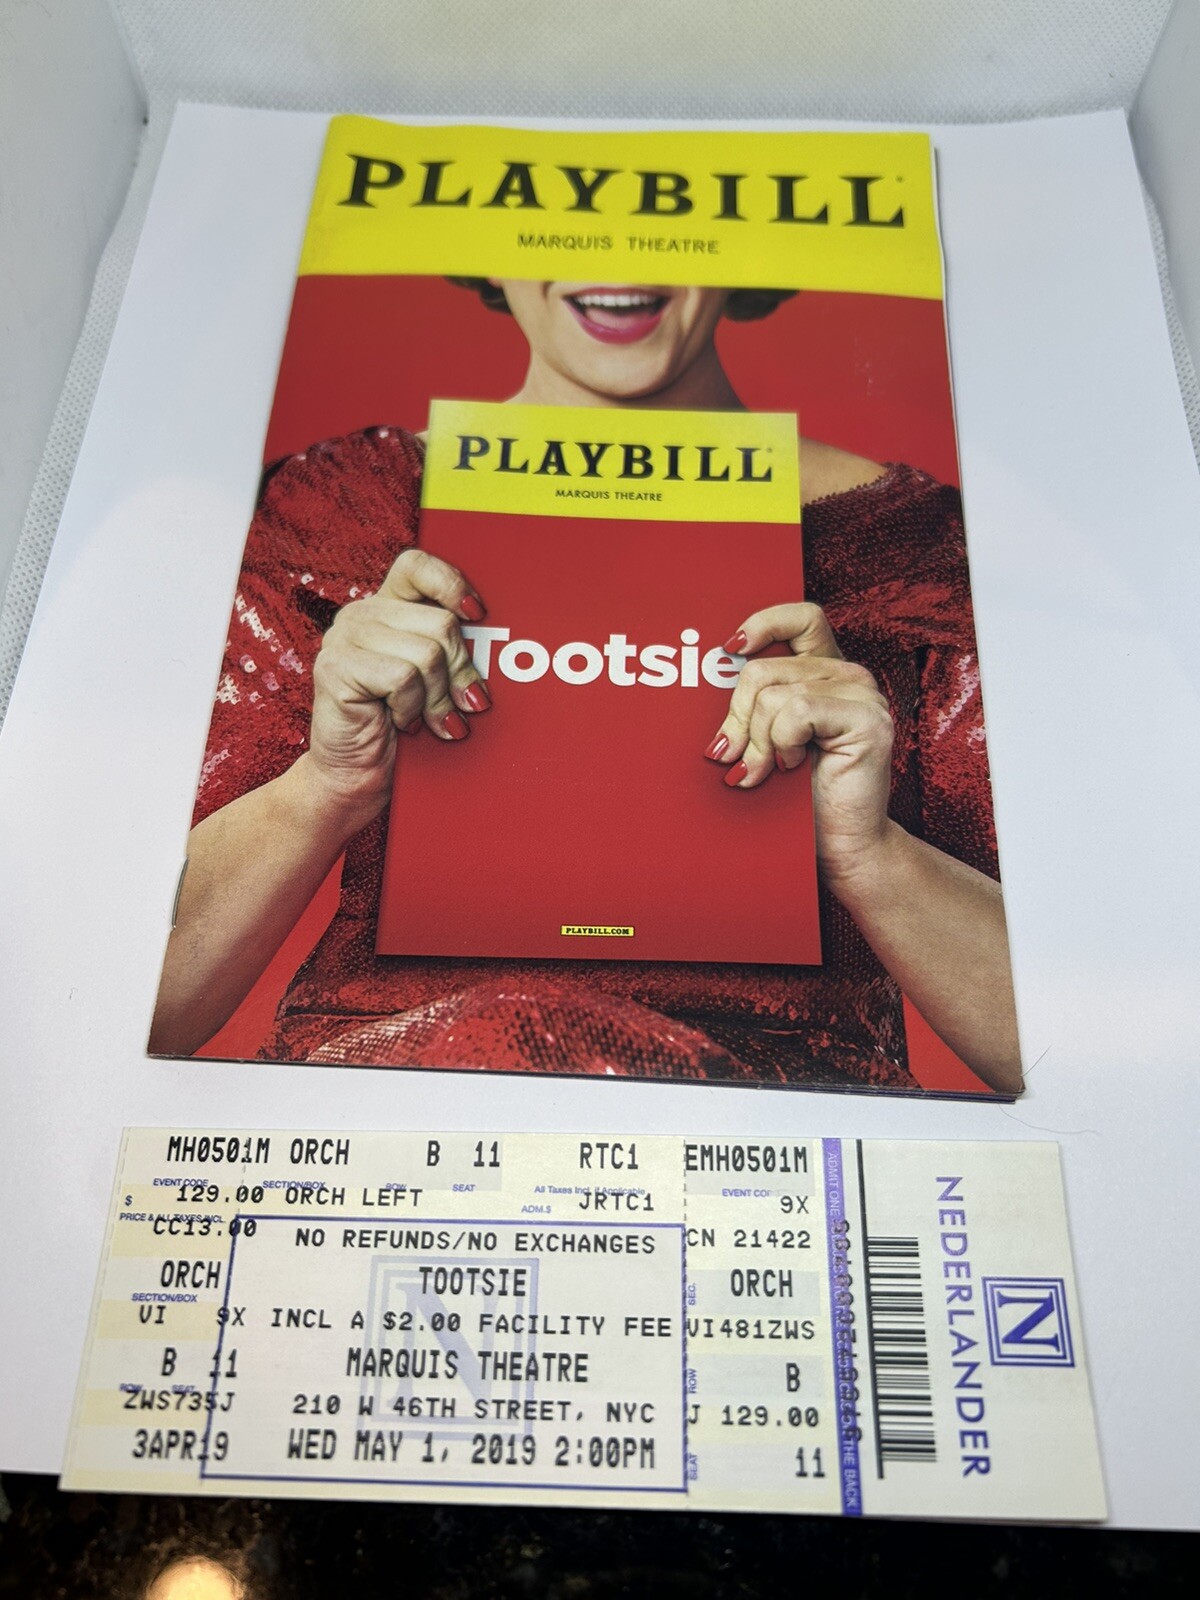 PLAYBILL
MARQUIS THEATRE
PLAYBILL
MARQUIS THEATRE
Tootsie
PLAYBILL.COM
MH0501M ORCH B 11 RTC1 EMH0501M
EVENT CODE SECTION/BOX ROW SEAT All Taxes Incl. if Applicable EVENT CODE
$ 129.00 ORCH LEFT ADM.$ JRTC1 9X
PRICE & ALL TAXES INCL.
CC13.00 NO REFUNDS/NO EXCHANGES CN 21422
ORCH TOOTSIE SEC. ORCH
SECTION/BOX
VI 9X INCL A $2.00 FACILITY FEE VI481ZWS
B 11 MARQUIS THEATRE ROW B
ROW SEAT
ZWS735J 210 W 46TH STREET, NYC J 129.00
3APR19 WED MAY 1, 2019 2:00PM SEAT 11
ADMIT ONE THE BACK
NEDERLANDER
N